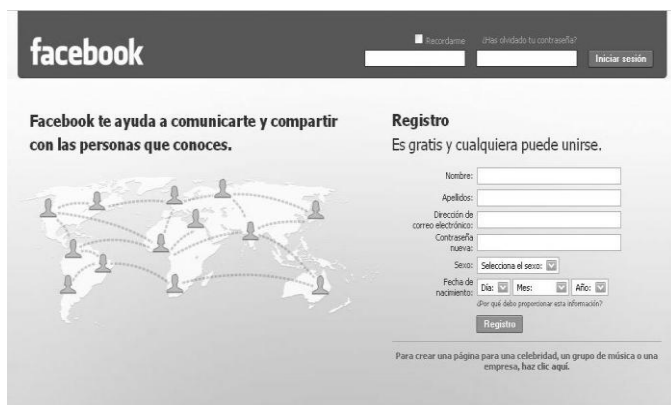 facebook
Recordarme ¿Has olvidado tu contraseña?
Iniciar sesión
Facebook te ayuda a comunicarte y compartir
con las personas que conoces.
Registro
Es gratis y cualquiera puede unirse.
Nombre:
Apellidos:
Dirección de
correo electrónico:
Contraseña
nueva:
Sexo: Selecciona el sexo:
Fecha de
nacimiento:
Día: Mes: Año:
¿Por qué debo proporcionar esta información?
Registro
Para crear una página para una celebridad, un grupo de música o una
empresa, haz clic aquí.